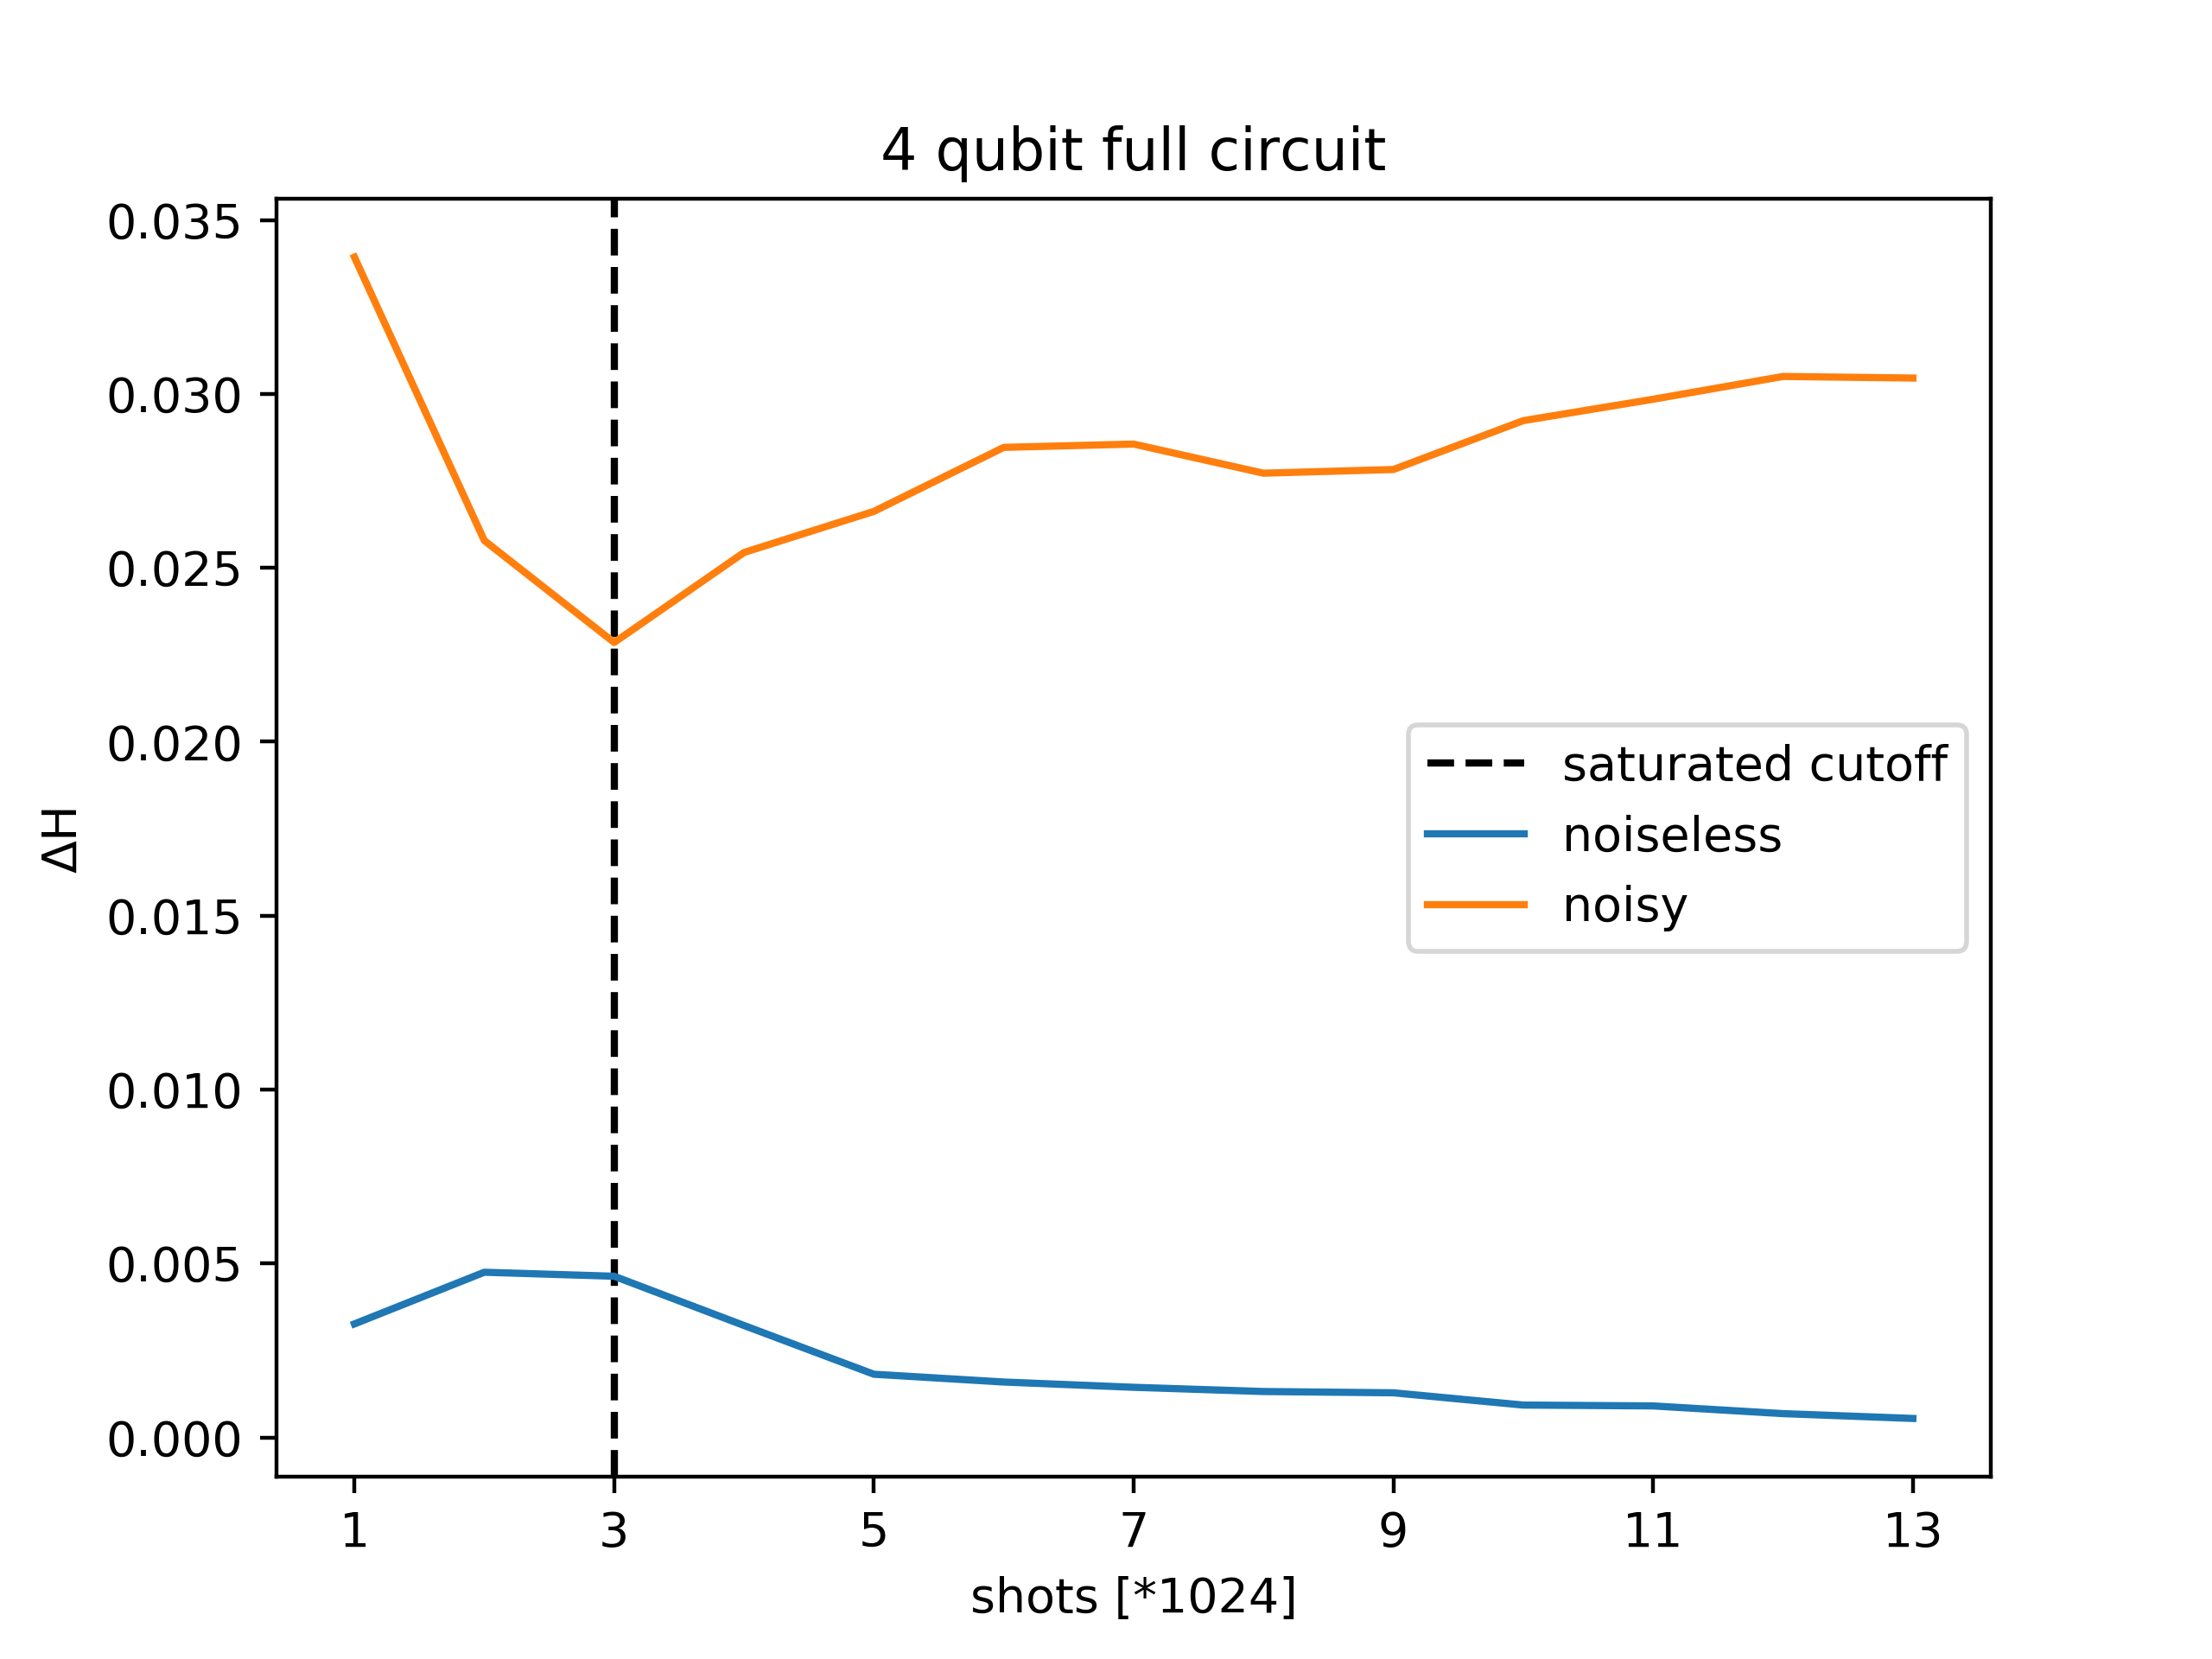 4 qubit full circuit
0.035
0.030
0.025
0.020
0.015
0.010
0.005
0.000
ΔH
saturated cutoff
noiseless
noisy
1 3 5 7 9 11 13
shots [*1024]